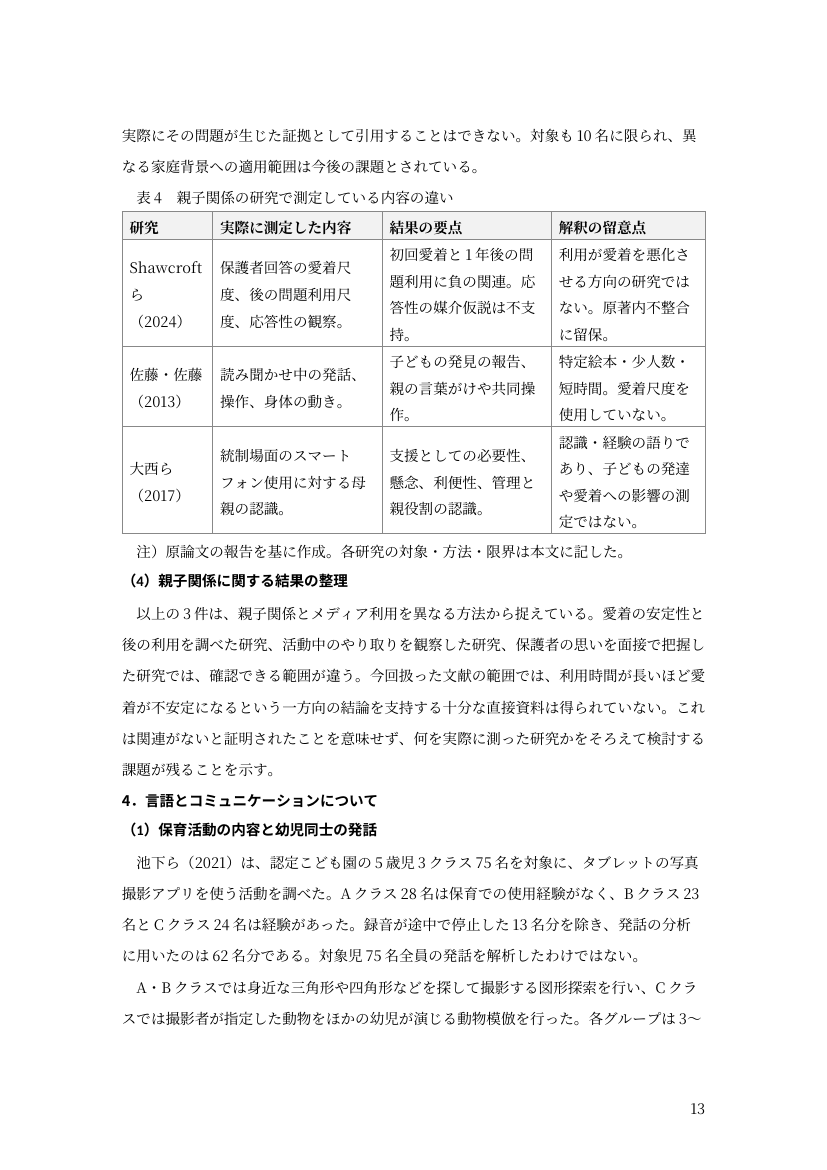 実際にその問題が生じた証拠として引用することはできない。対象も 10 名に限られ、異
なる家庭背景への適用範囲は今後の課題とされている。
表 4　親子関係の研究で測定している内容の違い
研究
実際に測定した内容
結果の要点
解釈の留意点
Shawcroft
ら
（2024）
保護者回答の愛着尺
度、後の問題利用尺
度、応答性の観察。
初回愛着と 1 年後の問
題利用に負の関連。応
答性の媒介仮説は不支
持。
利用が愛着を悪化さ
せる方向の研究では
ない。原著内不整合
に留保。
佐藤・佐藤
（2013）
読み聞かせ中の発話、
操作、身体の動き。
子どもの発見の報告、
親の言葉がけや共同操
作。
特定絵本・少人数・
短時間。愛着尺度を
使用していない。
大西ら
（2017）
統制場面のスマート
フォン使用に対する母
親の認識。
支援としての必要性、
懸念、利便性、管理と
親役割の認識。
認識・経験の語りで
あり、子どもの発達
や愛着への影響の測
定ではない。
注）原論文の報告を基に作成。各研究の対象・方法・限界は本文に記した。
（4）親子関係に関する結果の整理
以上の 3 件は、親子関係とメディア利用を異なる方法から捉えている。愛着の安定性と
後の利用を調べた研究、活動中のやり取りを観察した研究、保護者の思いを面接で把握し
た研究では、確認できる範囲が違う。今回扱った文献の範囲では、利用時間が長いほど愛
着が不安定になるという一方向の結論を支持する十分な直接資料は得られていない。これ
は関連がないと証明されたことを意味せず、何を実際に測った研究かをそろえて検討する
課題が残ることを示す。
4．言語とコミュニケーションについて
（1）保育活動の内容と幼児同士の発話
池下ら（2021）は、認定こども園の 5 歳児 3 クラス 75 名を対象に、タブレットの写真
撮影アプリを使う活動を調べた。A クラス 28 名は保育での使用経験がなく、B クラス 23
名と C クラス 24 名は経験があった。録音が途中で停止した 13 名分を除き、発話の分析
に用いたのは 62 名分である。対象児 75 名全員の発話を解析したわけではない。
A・B クラスでは身近な三角形や四角形などを探して撮影する図形探索を行い、C クラ
スでは撮影者が指定した動物をほかの幼児が演じる動物模倣を行った。各グループは 3～
13